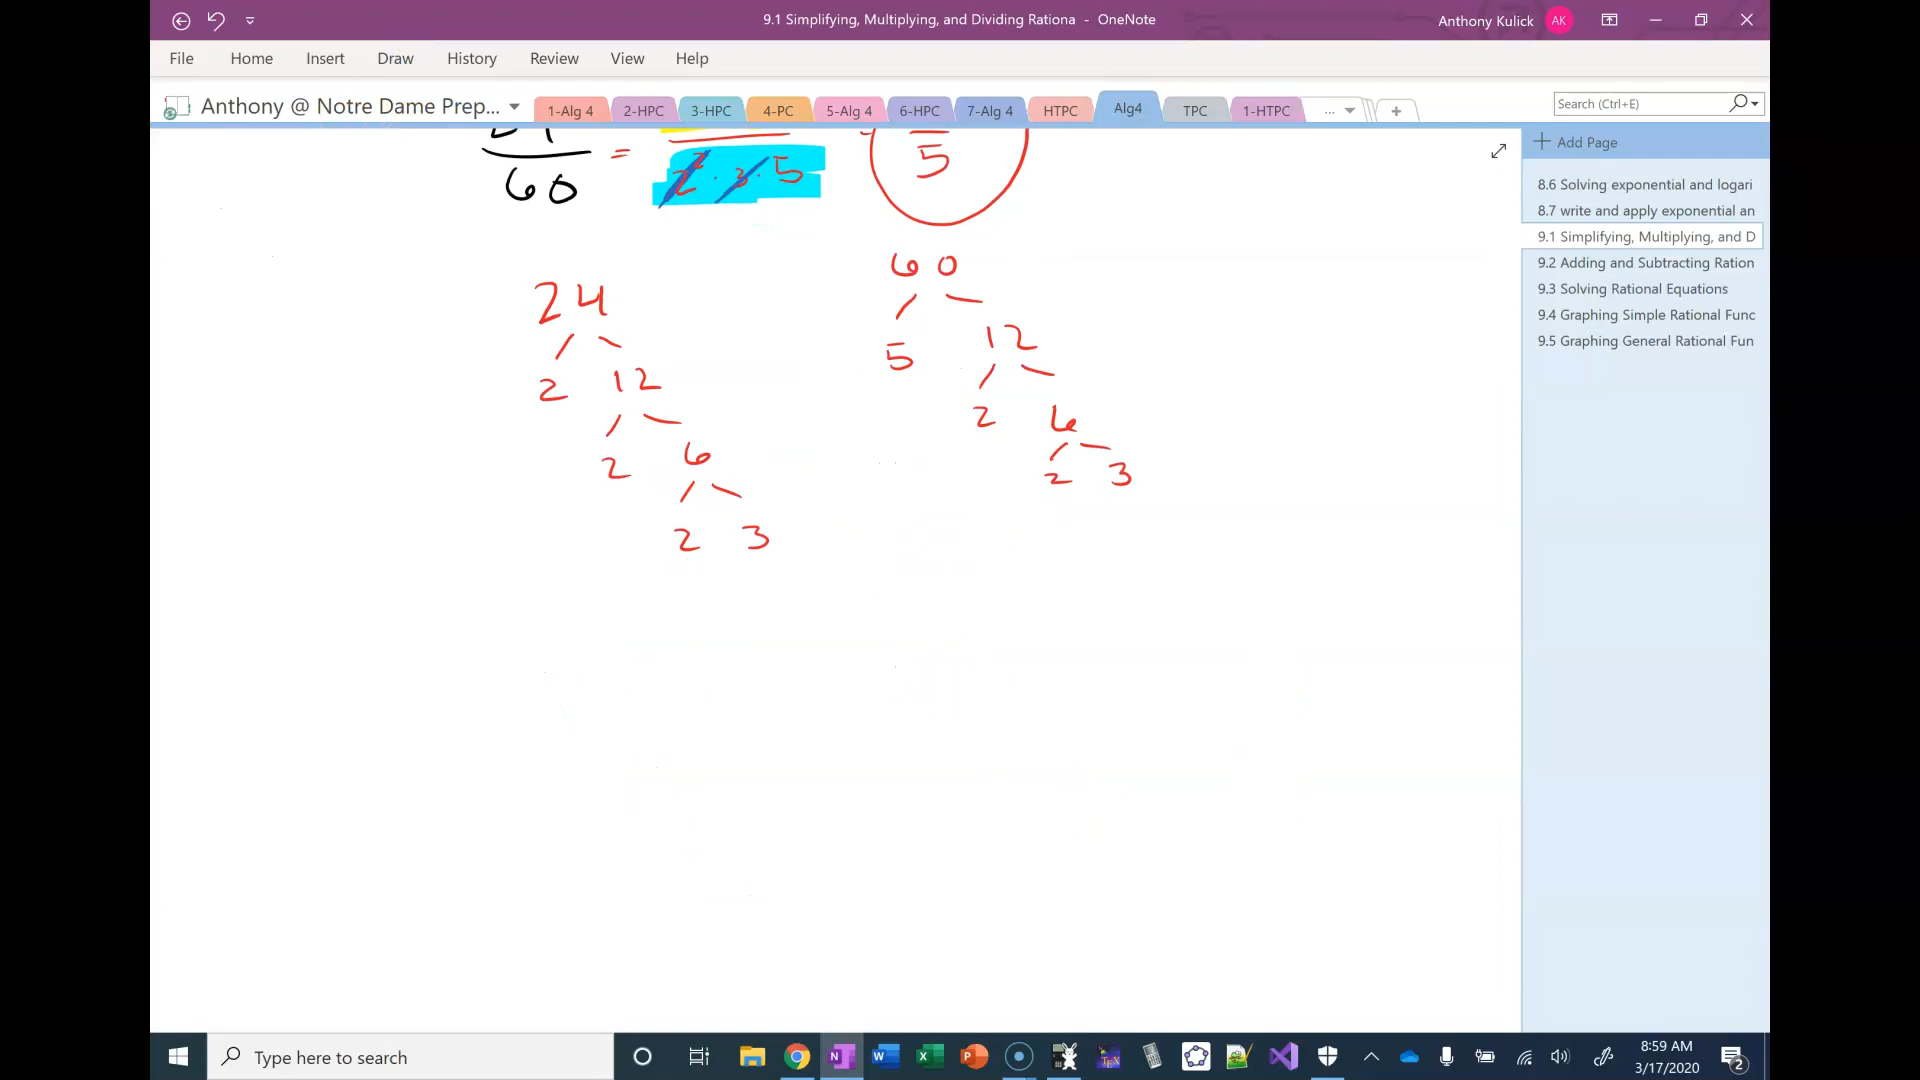 9.1 Simplifying, Multiplying, and Dividing Rationa - OneNote
Anthony Kulick AK
File Home Insert Draw History Review View Help
Anthony @ Notre Dame Prep...
1-Alg 4 2-HPC 3-HPC 4-PC 5-Alg 4 6-HPC 7-Alg 4 HTPC Alg4 TPC 1-HTPC ...
Search (Ctrl+E)
Add Page
8.6 Solving exponential and logari
8.7 write and apply exponential an
9.1 Simplifying, Multiplying, and D
9.2 Adding and Subtracting Ration
9.3 Solving Rational Equations
9.4 Graphing Simple Rational Func
9.5 Graphing General Rational Fun
60 = 2² · 3 · 5
5
24
2 12
2 6
2 3
60
5 12
2 6
2 3
Type here to search
8:59 AM
3/17/2020
2